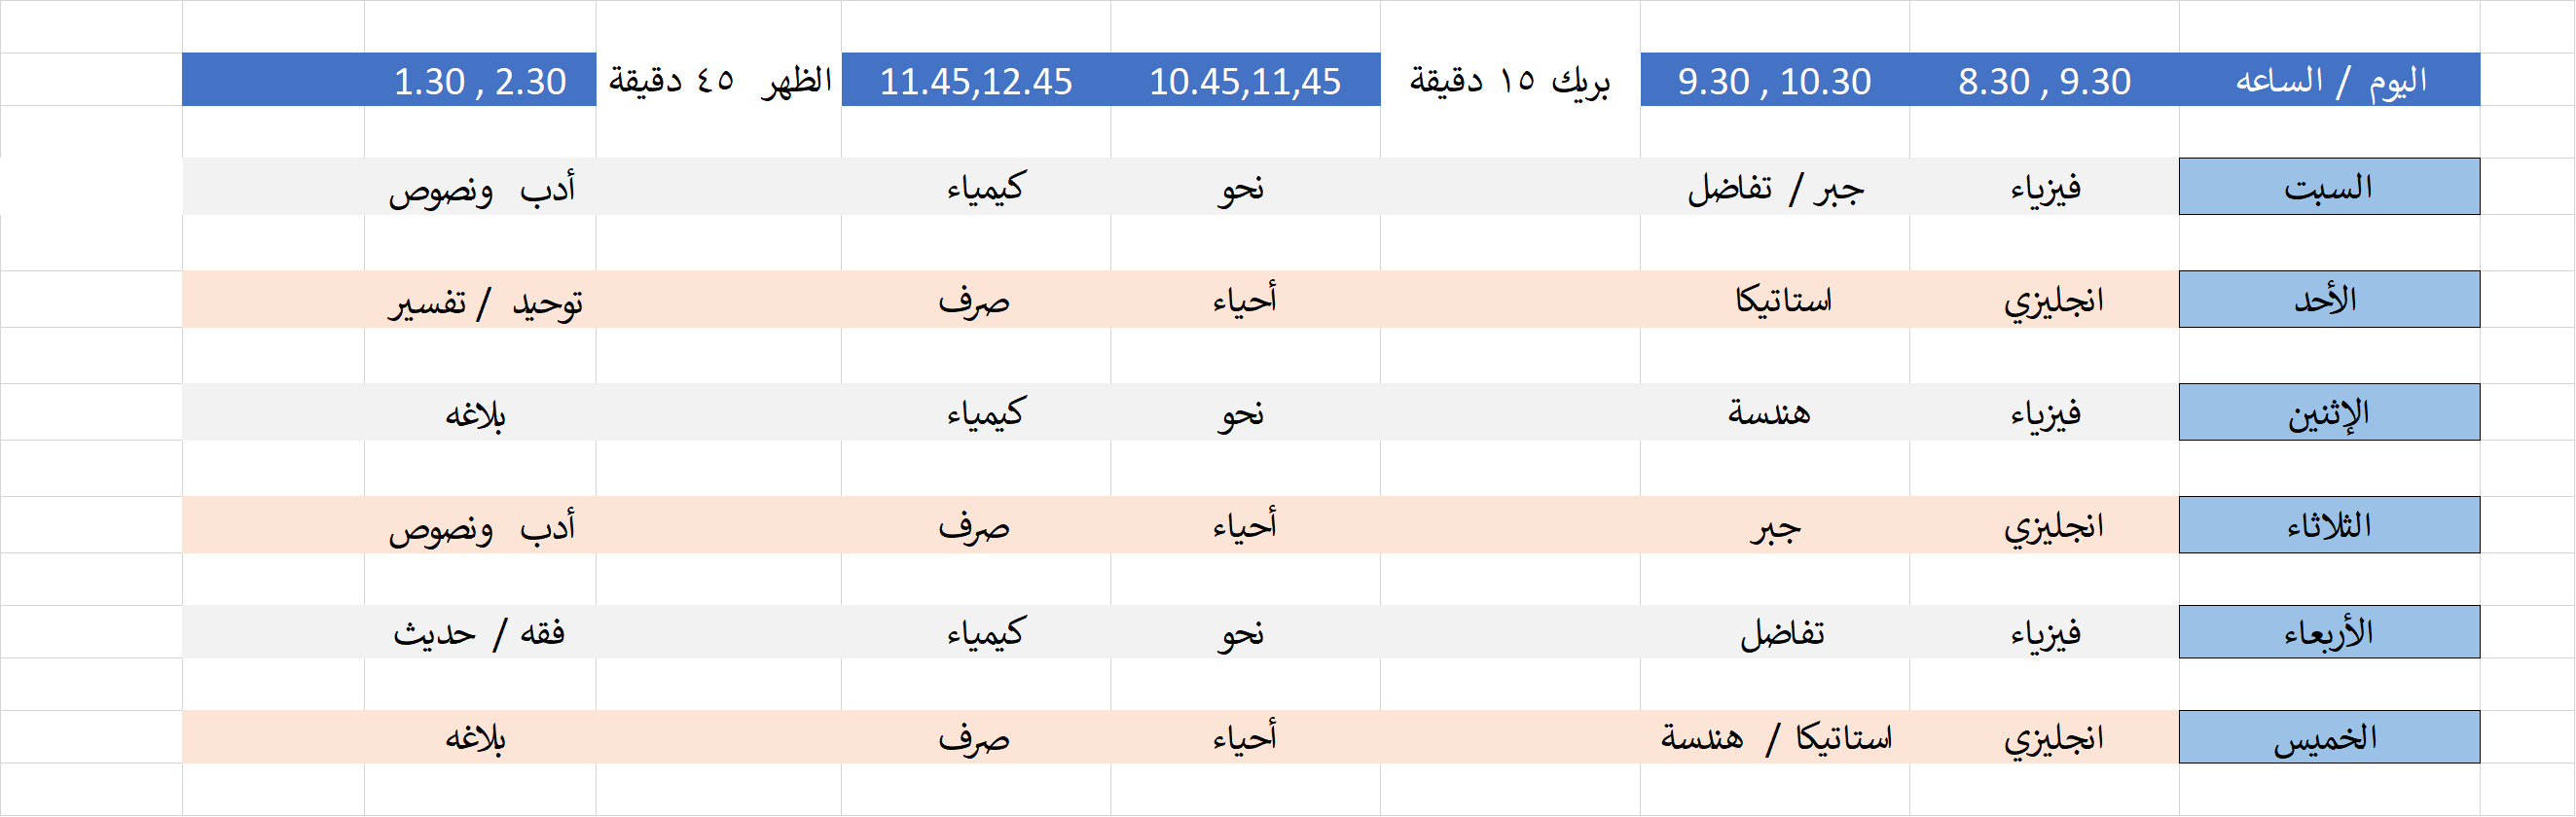 اليوم / الساعه 8.30 , 9.30 9.30 , 10.30 بريك ١٥ دقيقة 10.45,11,45 11.45,12.45 الظهر ٤٥ دقيقة 1.30 , 2.30
السبت فيزياء جبر / تفاضل نحو كيمياء أدب ونصوص
الأحد انجليزي استاتيكا أحياء صرف توحيد / تفسير
الإثنين فيزياء هندسة نحو كيمياء بلاغه
الثلاثاء انجليزي جبر أحياء صرف أدب ونصوص
الأربعاء فيزياء تفاضل نحو كيمياء فقه / حديث
الخميس انجليزي استاتيكا / هندسة أحياء صرف بلاغه